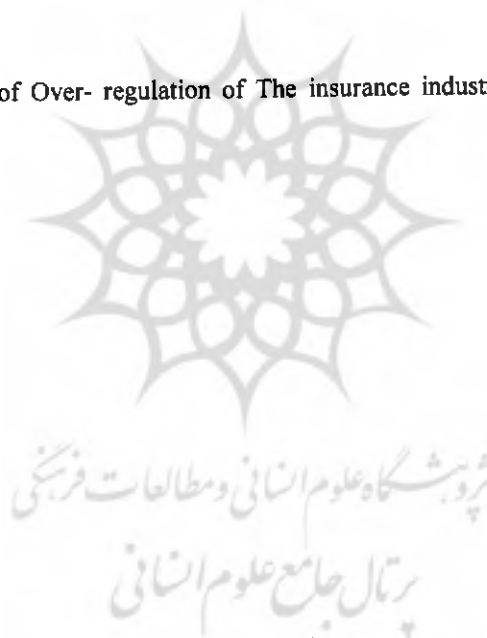 of Over- regulation of The insurance indust
پژوهشگاه علوم انسانی و مطالعات فرهنگی
پرتال جامع علوم انسانی